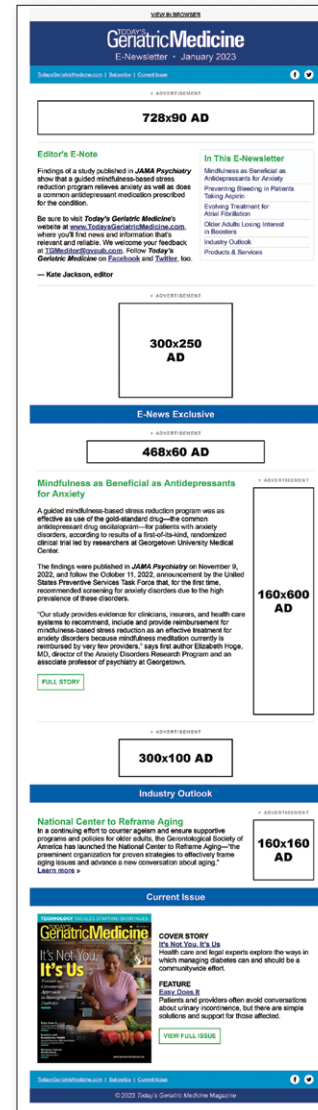 VIEW IN BROWSER
TODAY'S
Geriatric Medicine
E-Newsletter • January 2023
TodaysGeriatricMedicine.com | Subscribe | Current Issue
ADVERTISEMENT
728x90 AD
Editor's E-Note
Findings of a study published in JAMA Psychiatry
show that a guided mindfulness-based stress
reduction program relieves anxiety as well as does
a common antidepressant medication prescribed
for the condition.
Be sure to visit Today's Geriatric Medicine's
website at www.TodaysGeriatricMedicine.com,
where you'll find news and information that's
relevant and reliable. We welcome your feedback
at TGMeditor@gvpub.com. Follow Today's
Geriatric Medicine on Facebook and Twitter, too.
— Kate Jackson, editor
In This E-Newsletter
Mindfulness as Beneficial as
Antidepressants for Anxiety
Preventing Bleeding in Patients
Taking Aspirin
Evolving Treatment for
Atrial Fibrillation
Older Adults Losing Interest
in Boosters
Industry Outlook
Products & Services
ADVERTISEMENT
300x250
AD
E-News Exclusive
ADVERTISEMENT
468x60 AD
Mindfulness as Beneficial as Antidepressants
for Anxiety
A guided mindfulness-based stress reduction program was as
effective as use of the gold-standard drug—the common
antidepressant drug escitalopram—for patients with anxiety
disorders, according to results of a first-of-its-kind, randomized
clinical trial led by researchers at Georgetown University Medical
Center.
The findings were published in JAMA Psychiatry on November 9,
2022, and follow the October 11, 2022, announcement by the United
States Preventive Services Task Force that, for the first time,
recommended screening for anxiety disorders due to the high
prevalence of these disorders.
"Our study provides evidence for clinicians, insurers, and health care
systems to recommend, include and provide reimbursement for
mindfulness-based stress reduction as an effective treatment for
anxiety disorders because mindfulness meditation currently is
reimbursed by very few providers," says first author Elizabeth Hoge,
MD, director of the Anxiety Disorders Research Program and an
associate professor of psychiatry at Georgetown.
FULL STORY
ADVERTISEMENT
160x600
AD
ADVERTISEMENT
300x100 AD
Industry Outlook
National Center to Reframe Aging
In a continuing effort to counter ageism and ensure supportive
programs and policies for older adults, the Gerontological Society of
America has launched the National Center to Reframe Aging—"the
preeminent organization for proven strategies to effectively frame
aging issues and advance a new conversation about aging."
Learn more »
ADVERTISEMENT
160x160
AD
Current Issue
TECHNOLOGY TACKLES STAFFING SHORTAGES
TODAY'S
Geriatric Medicine
It's Not You,
It's Us
Toward a
Communitywide
Approach
to Managing
Diabetes
COVER STORY
It's Not You, It's Us
Health care and legal experts explore the ways in
which managing diabetes can and should be a
communitywide effort.
FEATURE
Easy Does It
Patients and providers often avoid conversations
about urinary incontinence, but there are simple
solutions and support for those affected.
VIEW FULL ISSUE
TodaysGeriatricMedicine.com | Subscribe | Current Issue
© 2023 Today's Geriatric Medicine Magazine